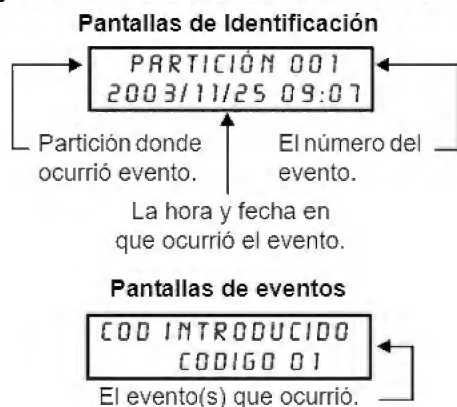 Pantallas de Identificación
PARTICIÓN 001
2003/11/25 09:07
Partición donde
ocurrió evento.
El número del
evento.
La hora y fecha en
que ocurrió el evento.
Pantallas de eventos
COD INTRODUCIDO
CODIGO 01
El evento(s) que ocurrió.